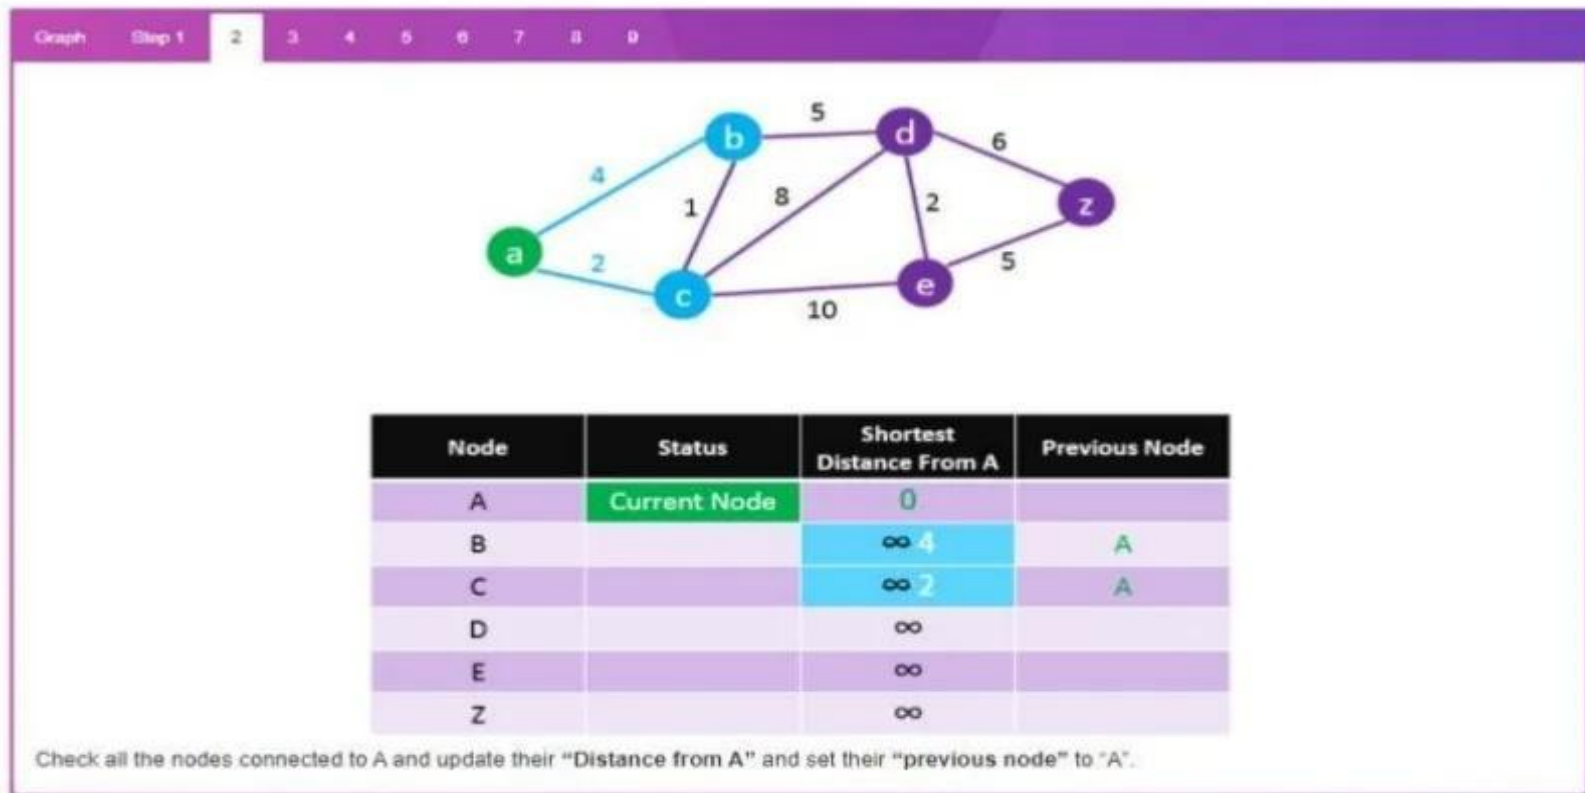 Graph Step 1 2 3 4 5 6 7 8 9
5
b d
6
4
1 8 2 z
a
2 5
c e
10
Node Status Shortest Distance From A Previous Node
A Current Node 0
B ∞ 4 A
C ∞ 2 A
D ∞
E ∞
Z ∞
Check all the nodes connected to A and update their “Distance from A” and set their “previous node” to “A”.